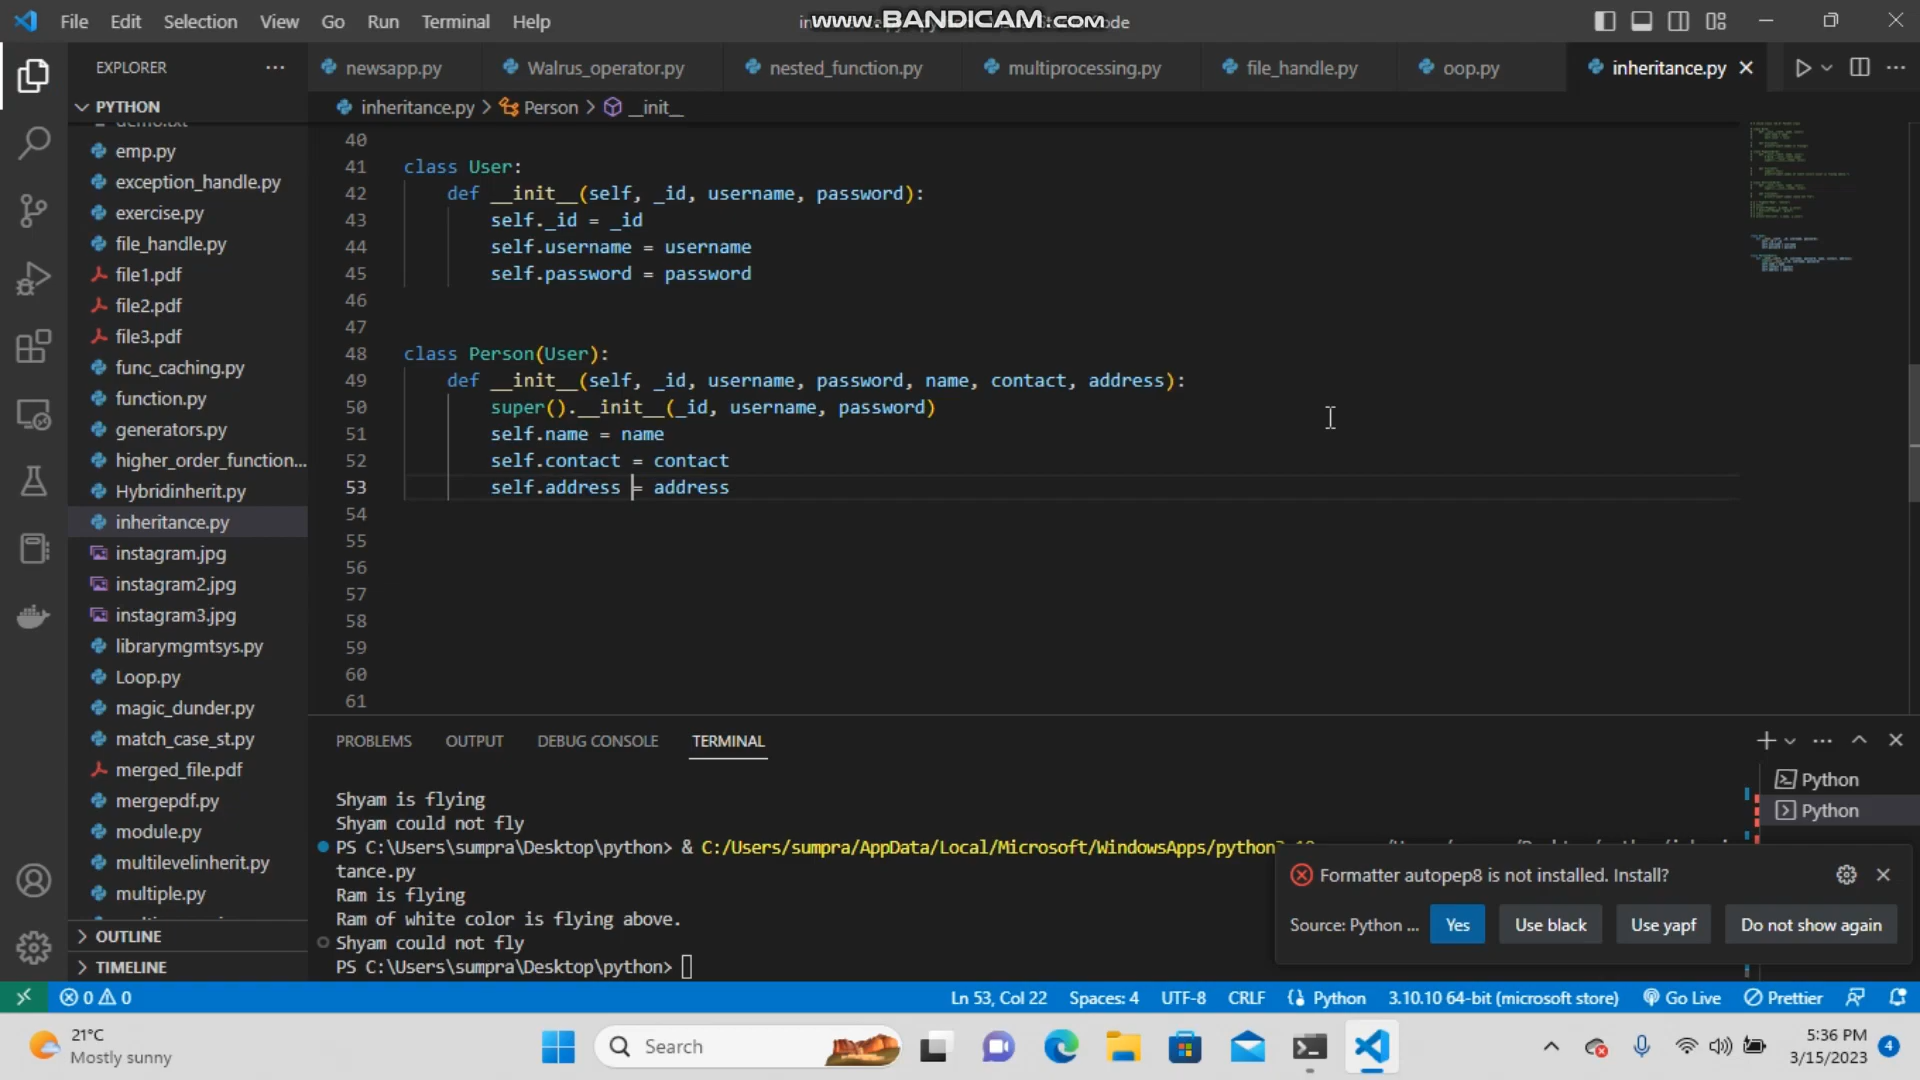 File Edit Selection View Go Run Terminal Help
www.BANDICAM.com
EXPLORER
newsapp.py Walrus_operator.py nested_function.py multiprocessing.py file_handle.py oop.py inheritance.py
PYTHON
inheritance.py > Person > __init__
emp.py
exception_handle.py
exercise.py
file_handle.py
file1.pdf
file2.pdf
file3.pdf
func_caching.py
function.py
generators.py
higher_order_function...
Hybridinherit.py
inheritance.py
instagram.jpg
instagram2.jpg
instagram3.jpg
librarymgmtsys.py
Loop.py
magic_dunder.py
match_case_st.py
merged_file.pdf
mergepdf.py
module.py
multilevelinherit.py
multiple.py
OUTLINE
TIMELINE
40
41 class User:
42 def __init__(self, _id, username, password):
43 self._id = _id
44 self.username = username
45 self.password = password
46
47
48 class Person(User):
49 def __init__(self, _id, username, password, name, contact, address):
50 super().__init__(_id, username, password)
51 self.name = name
52 self.contact = contact
53 self.address = address
54
55
56
57
58
59
60
61
PROBLEMS OUTPUT DEBUG CONSOLE TERMINAL
Shyam is flying
Shyam could not fly
PS C:\Users\sumpra\Desktop\python> & C:/Users/sumpra/AppData/Local/Microsoft/WindowsApps/python3
tance.py
Ram is flying
Ram of white color is flying above.
Shyam could not fly
PS C:\Users\sumpra\Desktop\python>
Python
Python
Formatter autopep8 is not installed. Install?
Source: Python ... Yes Use black Use yapf Do not show again
0 0 Ln 53, Col 22 Spaces: 4 UTF-8 CRLF Python 3.10.10 64-bit (microsoft store) Go Live Prettier
21°C
Mostly sunny
Search
5:36 PM
3/15/2023
4